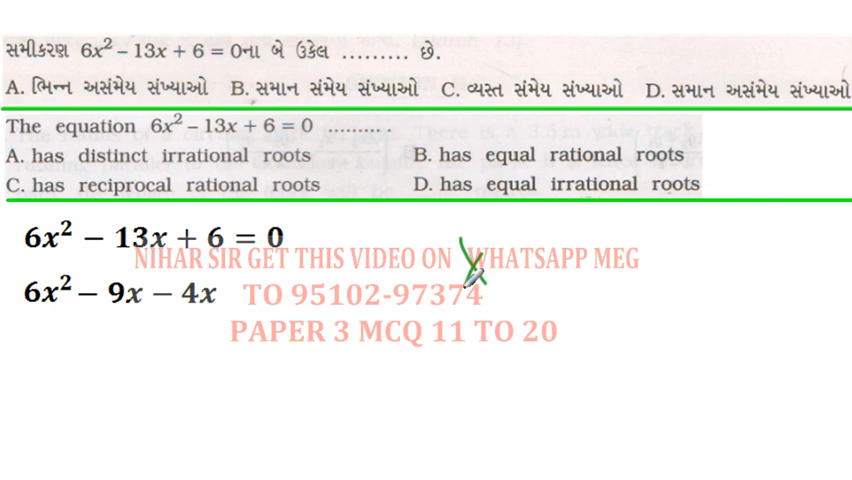 સમીકરણ 6x² – 13x + 6 = 0ના બે ઉકેલ ......... છે.
A. ભિન્ન અસંમેય સંખ્યાઓ B. સમાન સંમેય સંખ્યાઓ C. વ્યસ્ત સંમેય સંખ્યાઓ D. સમાન અસંમેય સંખ્યાઓ
The equation 6x² – 13x + 6 = 0 ..........
A. has distinct irrational roots B. has equal rational roots
C. has reciprocal rational roots D. has equal irrational roots
6x² − 13x + 6 = 0
NIHAR SIR GET THIS VIDEO ON WHATSAPP MEG
6x² − 9x − 4x
TO 95102-97374
PAPER 3 MCQ 11 TO 20